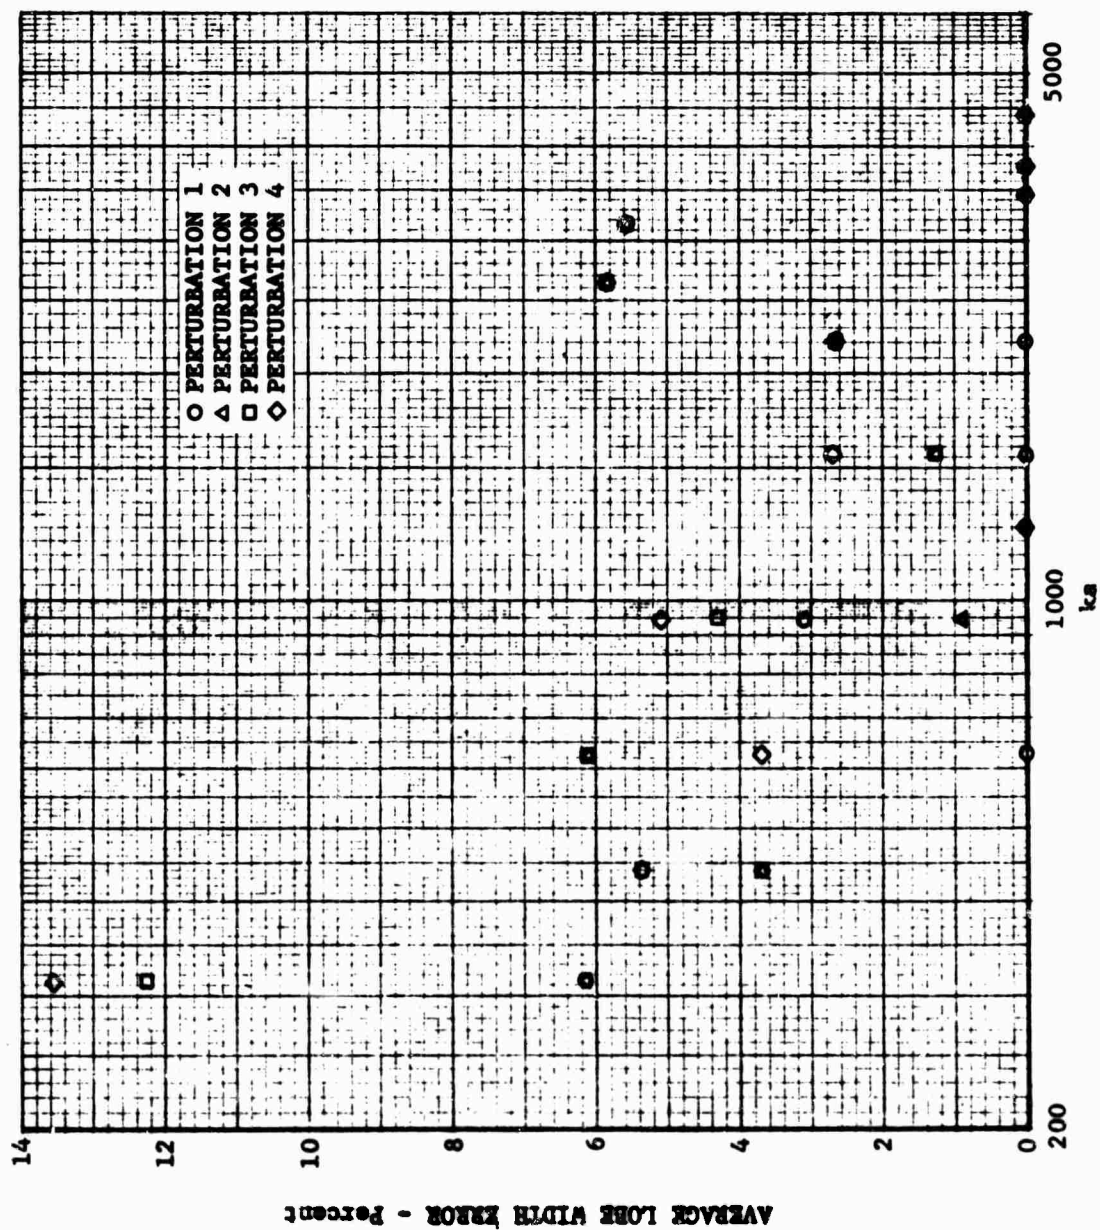 AVERAGE LOBE WIDTH ERROR - Percent
14
12
10
8
6
4
2
0
○ PERTURBATION 1
△ PERTURBATION 2
□ PERTURBATION 3
◇ PERTURBATION 4
200
1000
5000
ka